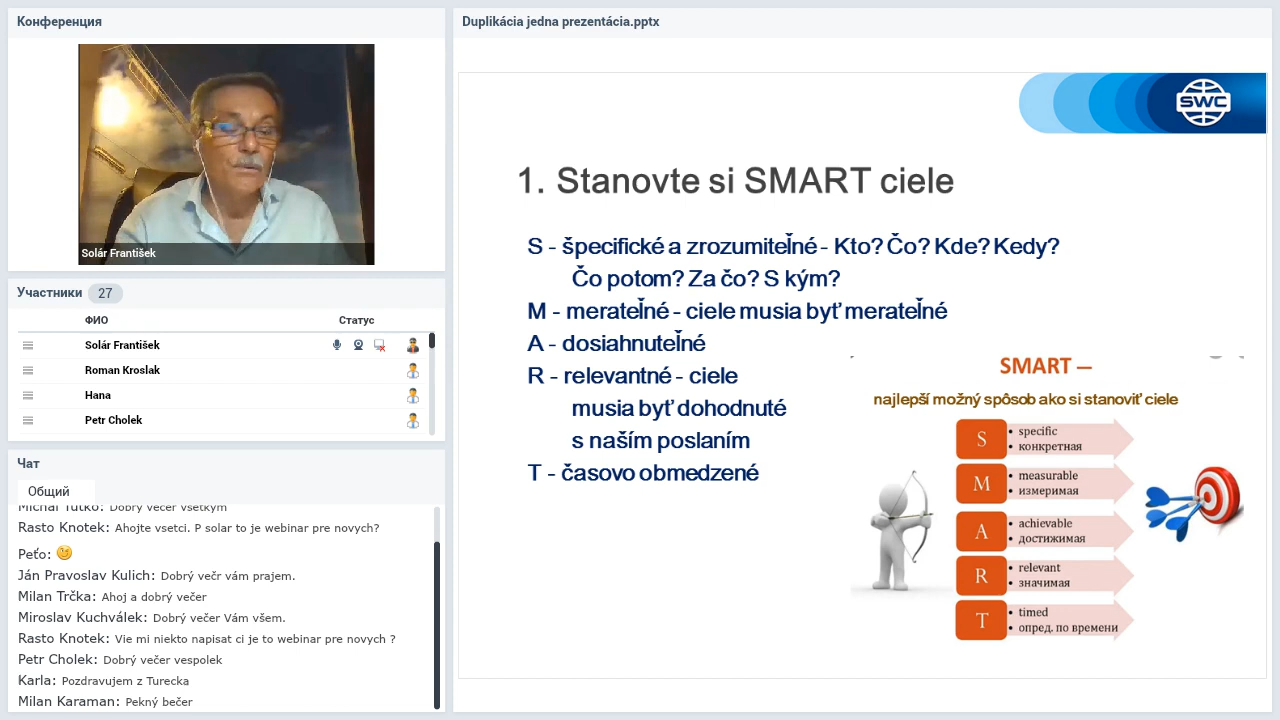 Конференция
Solár František
Участники 27
ФИО Статус
Solár František
Roman Kroslak
Hana
Petr Cholek
Чат
Общий
Michal Tutko: Dobrý večer všetkým
Rasto Knotek: Ahojte vsetci. P solar to je webinar pre novych?
Peťo:
Ján Pravoslav Kulich: Dobrý večr vám prajem.
Milan Trčka: Ahoj a dobrý večer
Miroslav Kuchválek: Dobrý večer Vám všem.
Rasto Knotek: Vie mi niekto napisat ci je to webinar pre novych ?
Petr Cholek: Dobrý večer vespolek
Karla: Pozdravujem z Turecka
Milan Karaman: Pekný bečer
Duplikácia jedna prezentácia.pptx
SWC
1. Stanovte si SMART ciele
S - špecifické a zrozumiteľné - Kto? Čo? Kde? Kedy?
Čo potom? Za čo? S kým?
M - merateľné - ciele musia byť merateľné
A - dosiahnuteľné
R - relevantné - ciele
musia byť dohodnuté
s naším poslaním
T - časovo obmedzené
SMART —
najlepší možný spôsob ako si stanoviť ciele
S
• specific
• конкретная
M
• measurable
• измеримая
A
• achievable
• достижимая
R
• relevant
• значимая
T
• timed
• опред. по времени